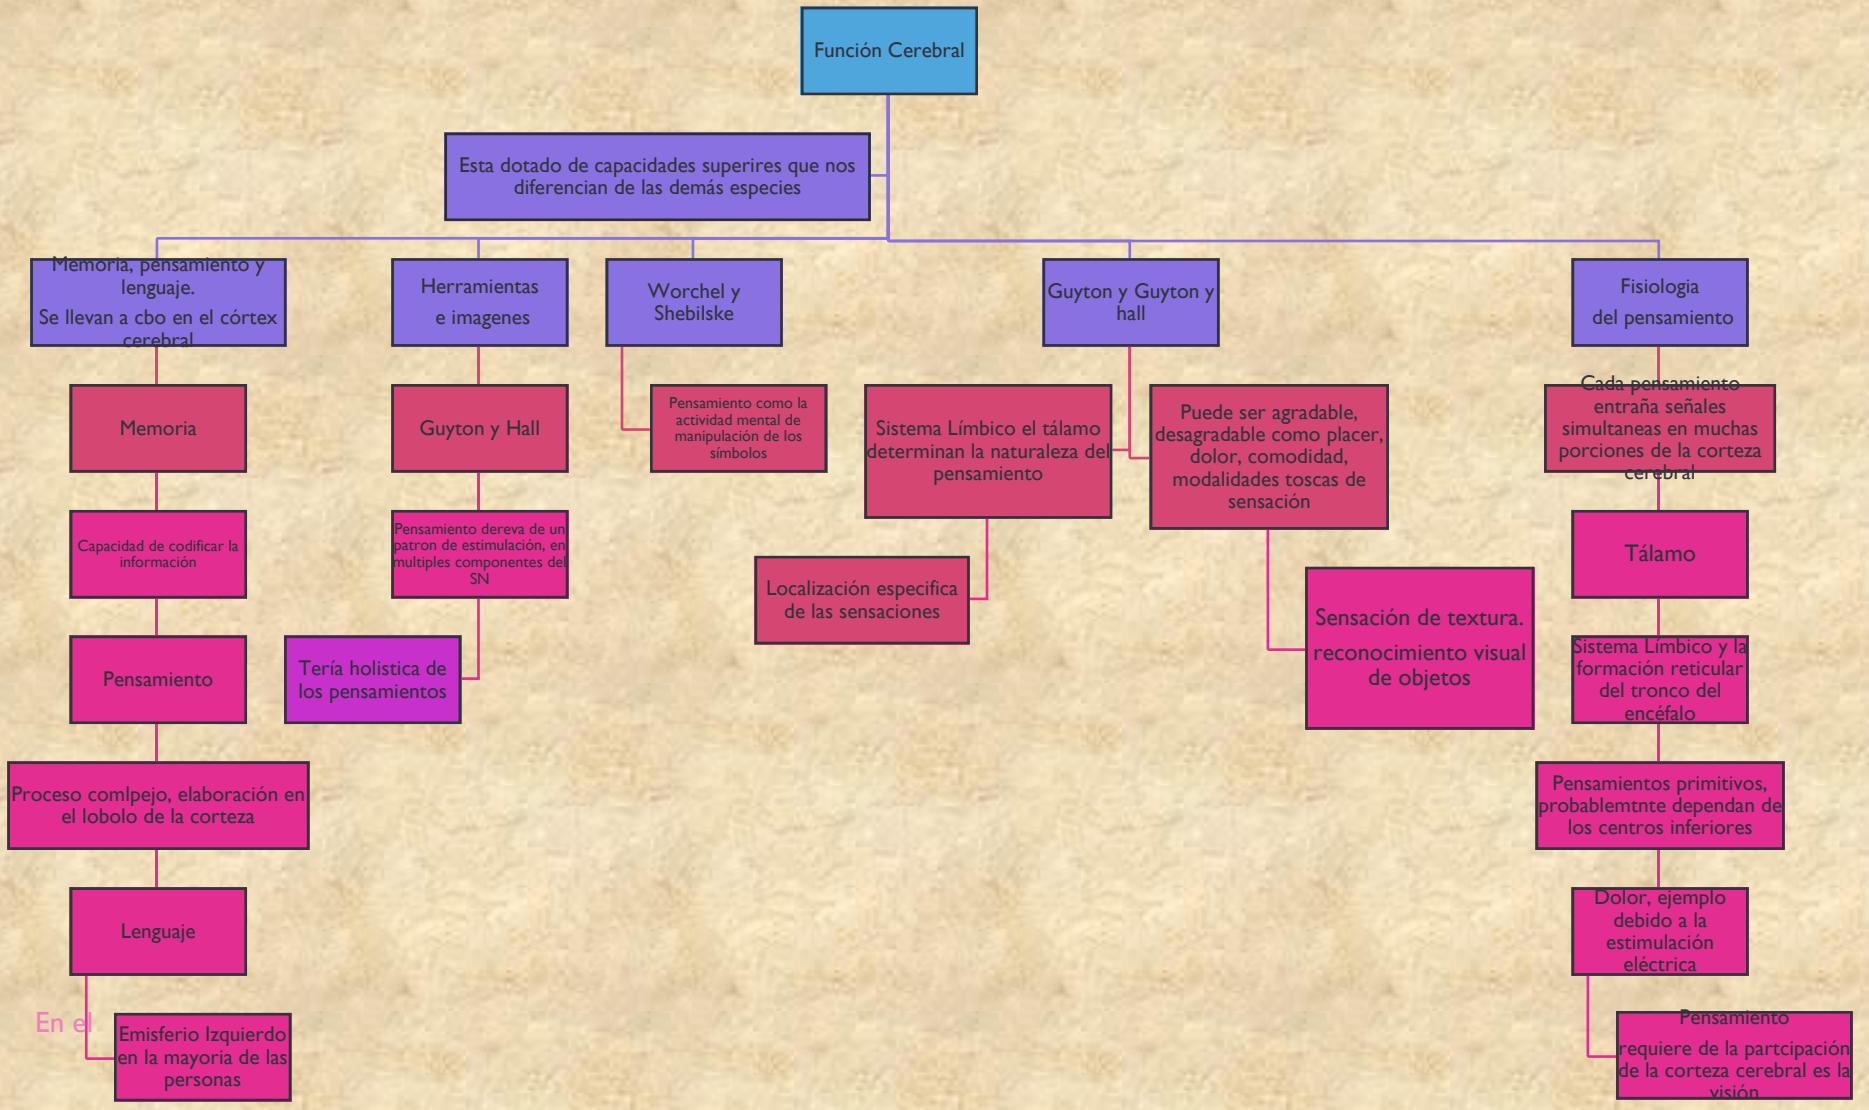 Función Cerebral
Esta dotado de capacidades superires que nos
diferencian de las demás especies
Memoria, pensamiento y
lenguaje.
Se llevan a cbo en el córtex
cerebral
Herramientas
e imagenes
Worchel y
Shebilske
Guyton y Guyton y
hall
Fisiologia
del pensamiento
Memoria
Guyton y Hall
Pensamiento como la
actividad mental de
manipulación de los
símbolos
Sistema Límbico el tálamo
determinan la naturaleza del
pensamiento
Puede ser agradable,
desagradable como placer,
dolor, comodidad,
modalidades toscas de
sensación
Cada pensamiento
entraña señales
simultaneas en muchas
porciones de la corteza
cerebral
Capacidad de codificar la
información
Pensamiento dereva de un
patron de estimulación, en
multiples componentes del
SN
Localización especifica
de las sensaciones
Sensación de textura.
reconocimiento visual
de objetos
Tálamo
Pensamiento
Tería holistica de
los pensamientos
Sistema Límbico y la
formación reticular
del tronco del
encéfalo
Proceso comlpejo, elaboración en
el lobolo de la corteza
Pensamientos primitivos,
probablemtnte dependan de
los centros inferiores
Lenguaje
Dolor, ejemplo
debido a la
estimulación
eléctrica
En el
Emisferio Izquierdo
en la mayoria de las
personas
Pensamiento
requiere de la partcipación
de la corteza cerebral es la
visión